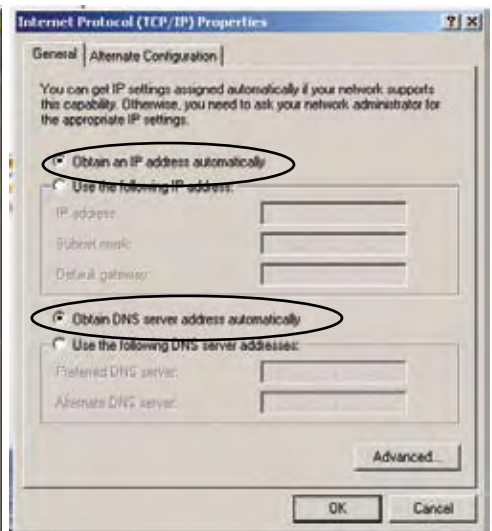 Internet Protocol (TCP/IP) Properties
General
Alternate Configuration
You can get IP settings assigned automatically if your network supports
this capability. Otherwise, you need to ask your network administrator for
the appropriate IP settings.
Obtain an IP address automatically
Use the following IP address:
IP address:
Subnet mask:
Default gateway:
Obtain DNS server address automatically
Use the following DNS server addresses:
Preferred DNS server:
Alternate DNS server:
Advanced...
OK
Cancel